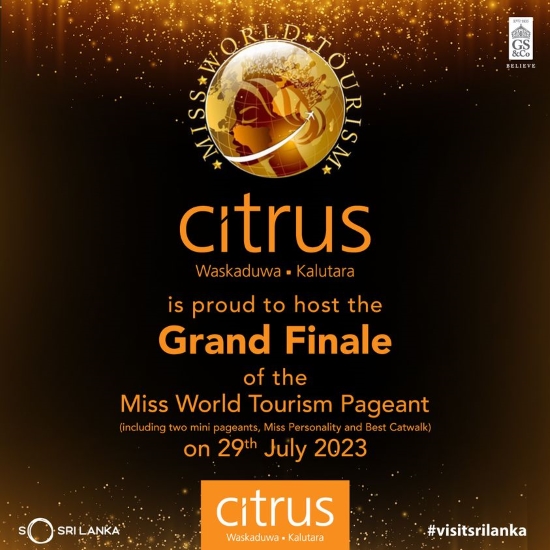 MISS WORLD TOURISM
GS
&Co
BELIEVE
citrus
Waskaduwa • Kalutara
is proud to host the
Grand Finale
of the
Miss World Tourism Pageant
(including two mini pageants, Miss Personality and Best Catwalk)
on 29th July 2023
citrus
Waskaduwa • Kalutara
SO SRI LANKA
#visitsrilanka